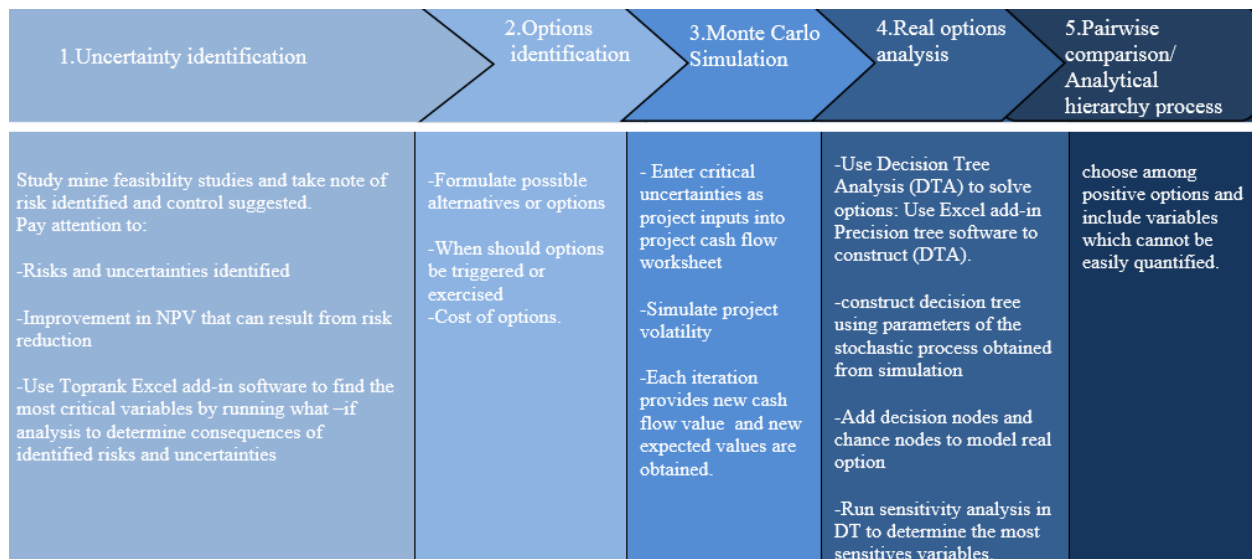 1.Uncertainty identification
2.Options
identification
3.Monte Carlo
Simulation
4.Real options
analysis
5.Pairwise
comparison/
Analytical
hierarchy process
Study mine feasibility studies and take note of
risk identified and control suggested.
Pay attention to:
-Risks and uncertainties identified
-Improvement in NPV that can result from risk
reduction
-Use Toprank Excel add-in software to find the
most critical variables by running what –if
analysis to determine consequences of
identified risks and uncertainties
-Formulate possible
alternatives or options
-When should options
be triggered or
exercised
-Cost of options.
- Enter critical
uncertainties as
project inputs into
project cash flow
worksheet
-Simulate project
volatility
-Each iteration
provides new cash
flow value and new
expected values are
obtained.
-Use Decision Tree
Analysis (DTA) to solve
options: Use Excel add-in
Precision tree software to
construct (DTA).
-construct decision tree
using parameters of the
stochastic process obtained
from simulation
-Add decision nodes and
chance nodes to model real
option
-Run sensitivity analysis in
DT to determine the most
sensitives variables.
choose among
positive options and
include variables
which cannot be
easily quantified.